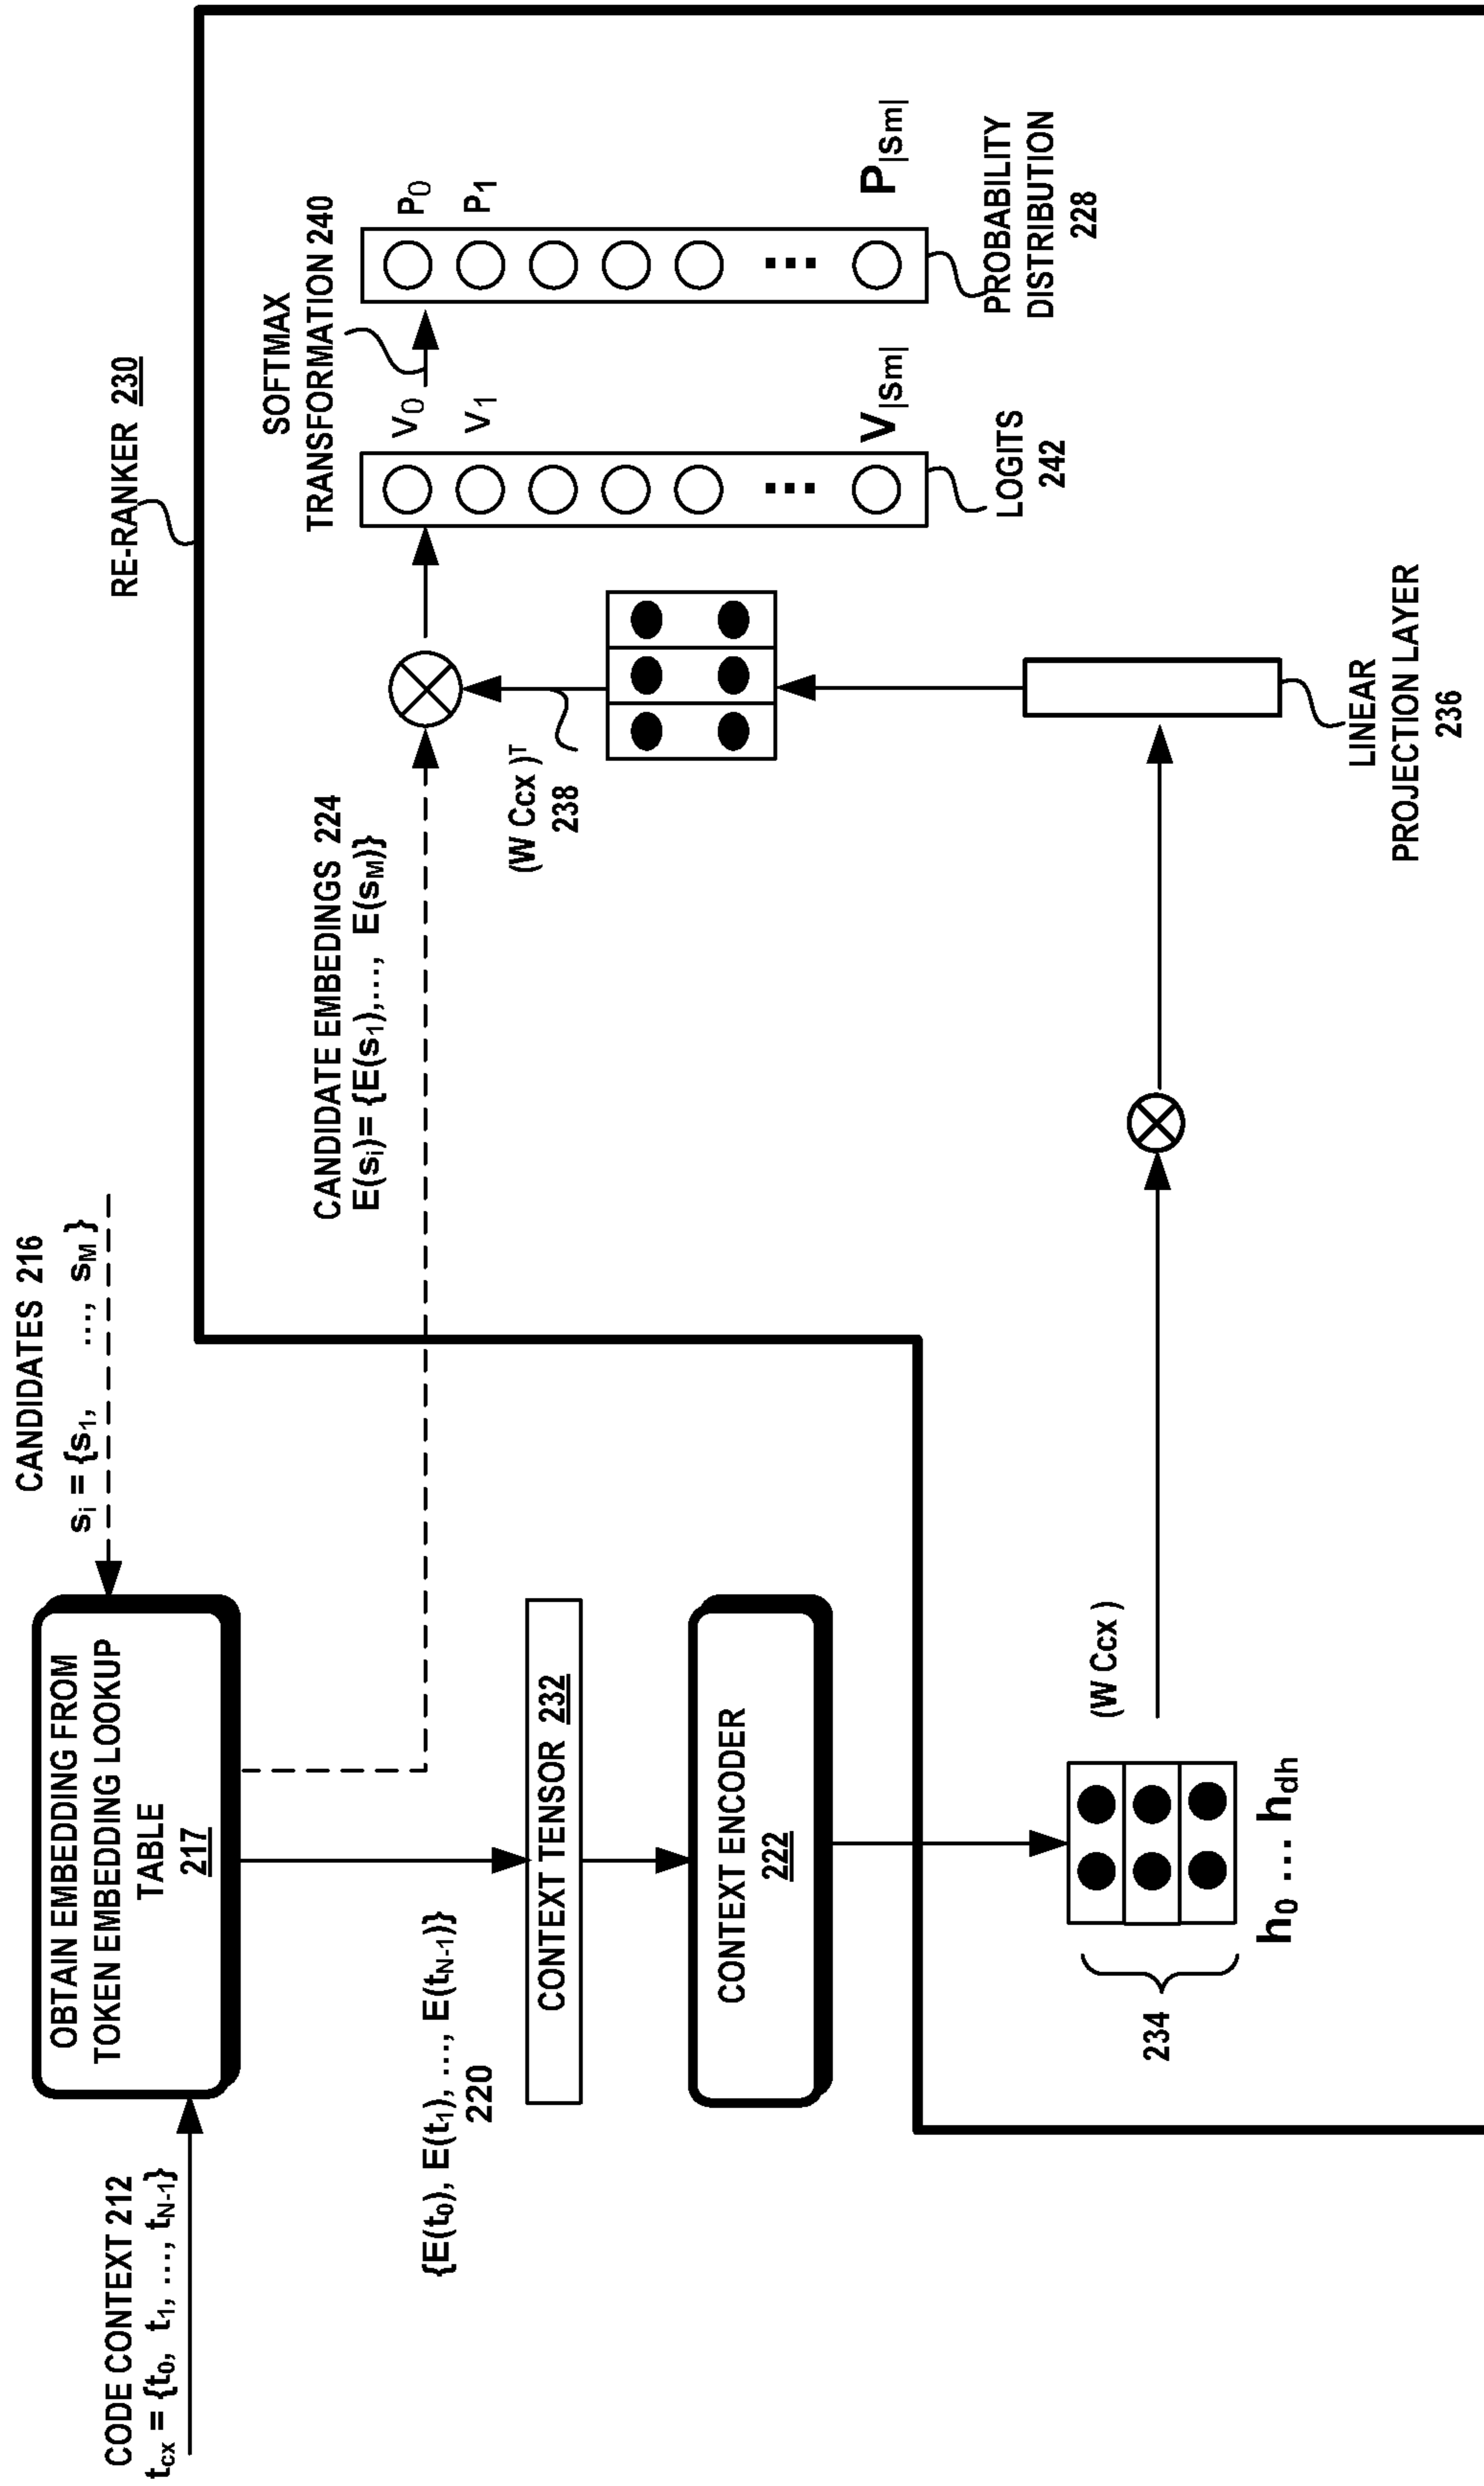 CODE CONTEXT 212
t_cx = {t_0, t_1, ..., t_N-1}
OBTAIN EMBEDDING FROM
TOKEN EMBEDDING LOOKUP
TABLE
217
CANDIDATES 216
s_i = {s_1, ..., s_M }
RE-RANKER 230
{E(t_0), E(t_1), ..., E(t_N-1)}
220
CONTEXT TENSOR 232
CONTEXT ENCODER
222
CANDIDATE EMBEDINGS 224
E(s_i)= {E(s_1),..., E(s_M)}
SOFTMAX
TRANSFORMATION 240
V_0
V_1
V_|Sm|
P_0
P_1
P_|Sm|
LOGITS
242
PROBABILITY
DISTRIBUTION
228
(W Ccx )^T
238
234
h_0 ... h_dh
(W Ccx )
LINEAR
PROJECTION LAYER
236